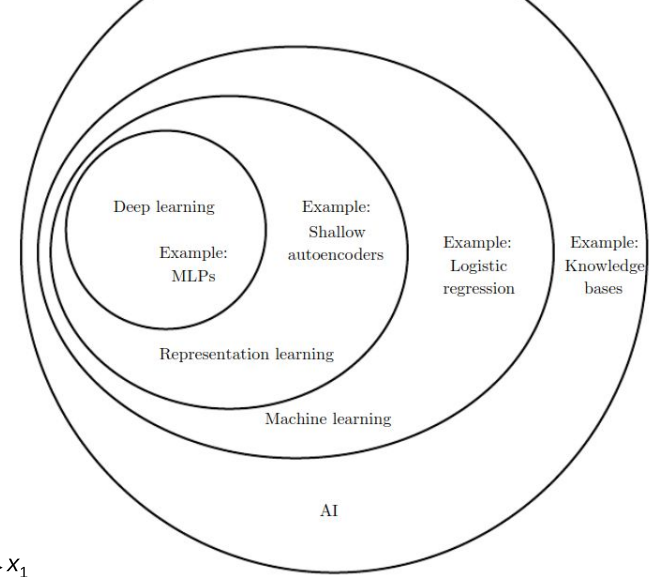 Deep learning
Example:
MLPs
Example:
Shallow
autoencoders
Example:
Logistic
regression
Example:
Knowledge
bases
Representation learning
Machine learning
AI
x₁